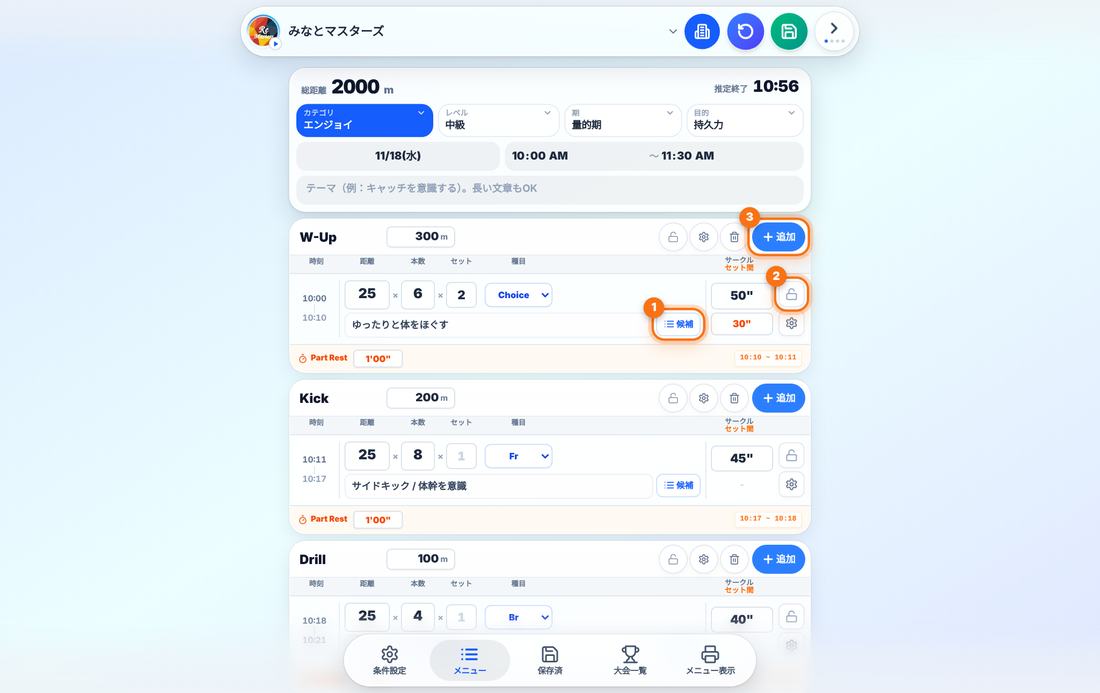 みなとマスターズ
総距離 2000 m 推定終了 10:56
カテゴリ レベル 期 目的
エンジョイ 中級 量的期 持久力
11/18(水) 10:00 AM ～ 11:30 AM
テーマ（例：キャッチを意識する）。長い文章もOK
3
W-Up 300 m + 追加
時刻 距離 本数 セット 種目 サークル
セット間
2
10:00 25 × 6 × 2 Choice 50"
10:10
1
ゆったりと体をほぐす 候補 30"
Part Rest 1'00" 10:10 ~ 10:11
Kick 200 m + 追加
時刻 距離 本数 セット 種目 サークル
セット間
10:11 25 × 8 × 1 Fr 45"
10:17
サイドキック / 体幹を意識 候補 -
Part Rest 1'00" 10:17 ~ 10:18
Drill 100 m + 追加
時刻 距離 本数 セット 種目 サークル
セット間
10:18 25 × 4 × 1 Br 40"
10:21
条件設定 メニュー 保存済 大会一覧 メニュー表示